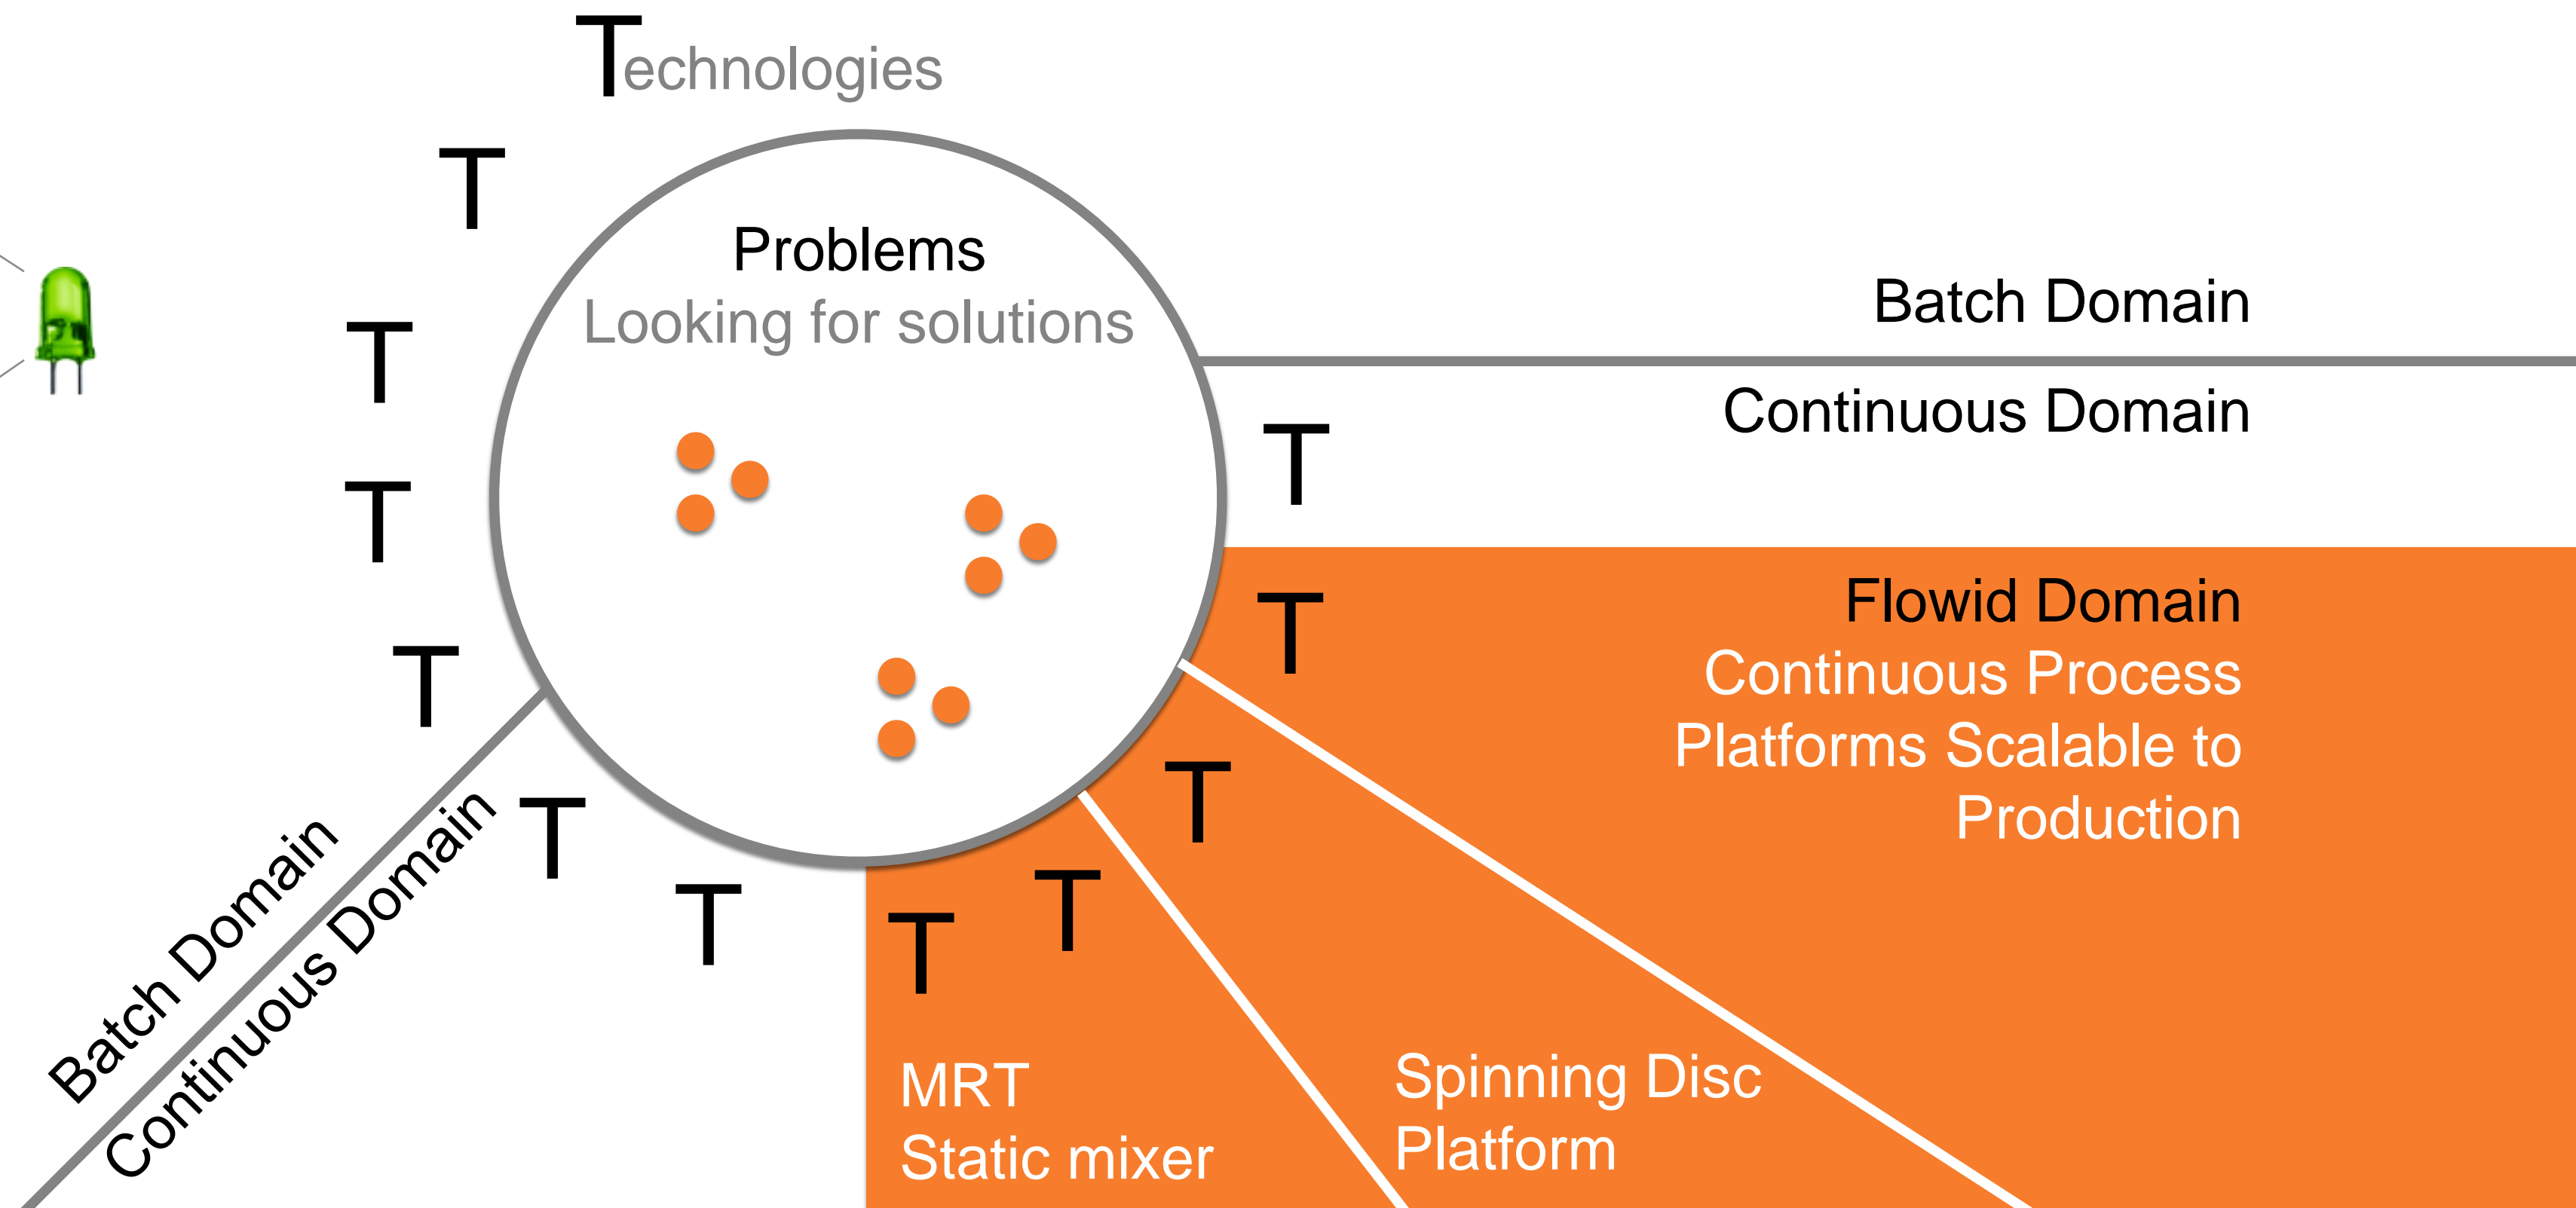 Technologies
T
Problems
Looking for solutions
Batch Domain
T
Continuous Domain
T
T
Flowid Domain
T
Continuous Process
T
Platforms Scalable to
T
Production
T
Batch Domain
Continuous Domain
T
T
T
MRT
Static mixer
Spinning Disc
Platform